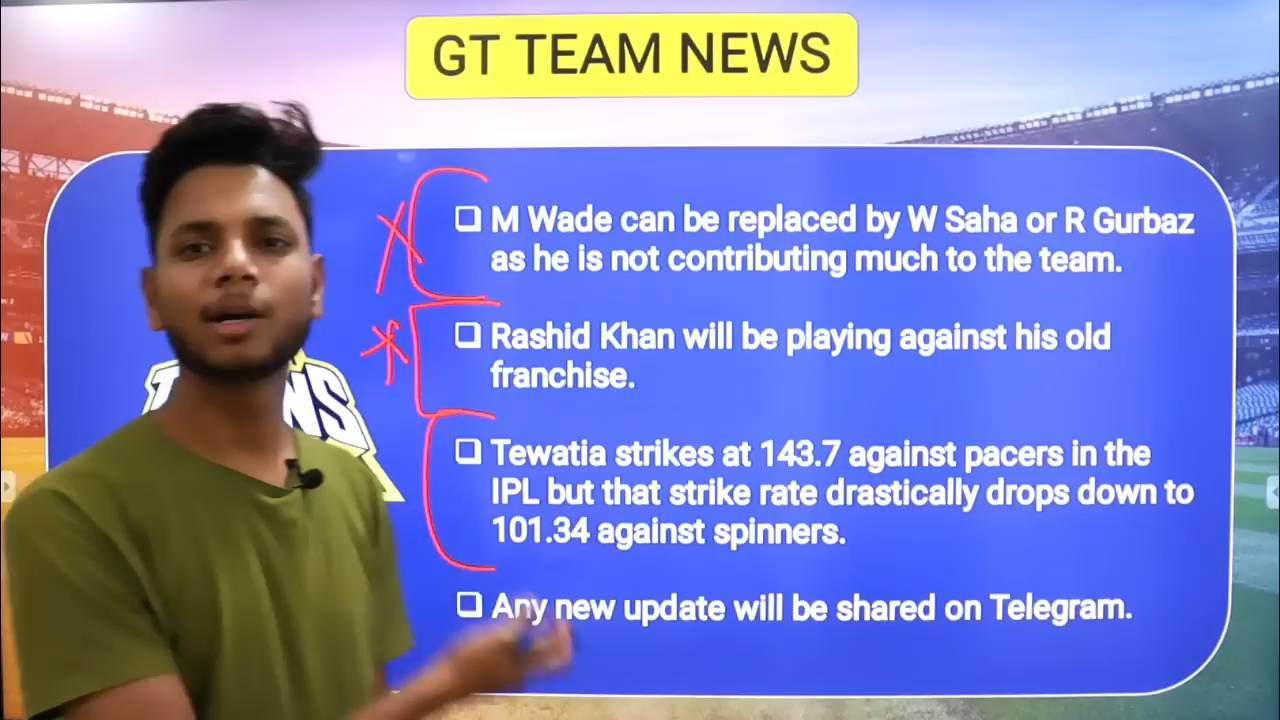 GT TEAM NEWS
M Wade can be replaced by W Saha or R Gurbaz
as he is not contributing much to the team.
Rashid Khan will be playing against his old
franchise.
Tewatia strikes at 143.7 against pacers in the
IPL but that strike rate drastically drops down to
101.34 against spinners.
Any new update will be shared on Telegram.